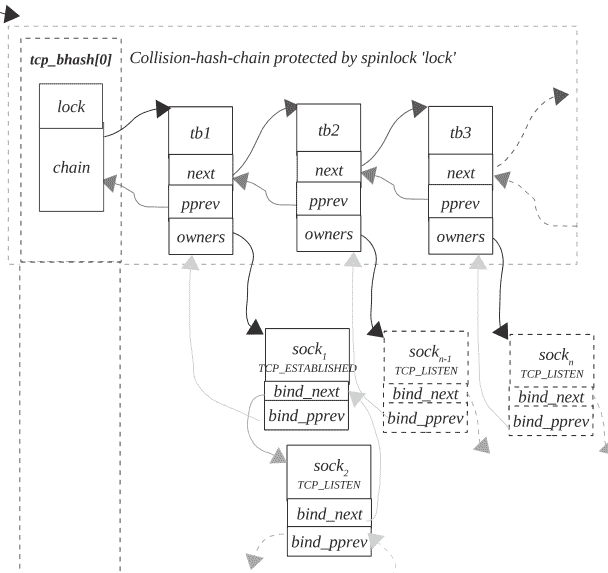 tcp_bhash[0] Collision-hash-chain protected by spinlock 'lock'
lock
chain
tb1
next
pprev
owners
tb2
next
pprev
owners
tb3
next
pprev
owners
sock1
TCP_ESTABLISHED
bind_next
bind_pprev
sockn-1
TCP_LISTEN
bind_next
bind_pprev
sockn
TCP_LISTEN
bind_next
bind_pprev
sock2
TCP_LISTEN
bind_next
bind_pprev